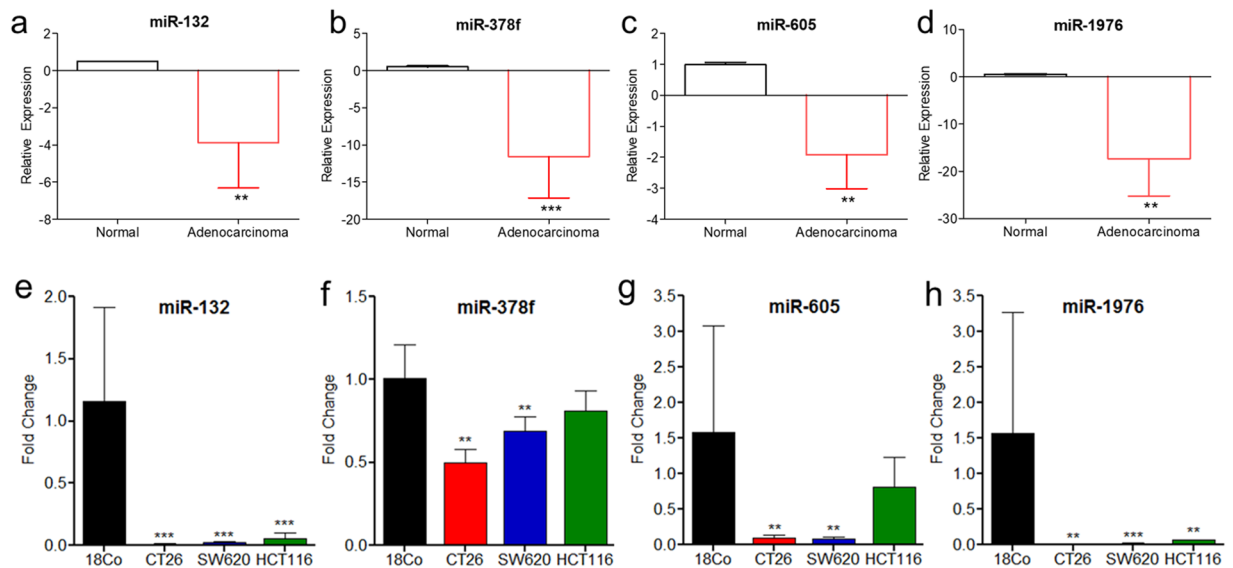 a
miR-132
Relative Expression
2
0
-2
-4
-6
-8
**
Normal Adenocarcinoma
b
miR-378f
Relative Expression
5
0
-5
-10
-15
-20
***
Normal Adenocarcinoma
c
miR-605
Relative Expression
2
1
0
-1
-2
-3
-4
**
Normal Adenocarcinoma
d
miR-1976
Relative Expression
10
0
-10
-20
-30
**
Normal Adenocarcinoma
e
miR-132
Fold Change
2.0
1.5
1.0
0.5
0.0
*** *** ***
18Co CT26 SW620 HCT116
f
miR-378f
Fold Change
1.5
1.0
0.5
0.0
** **
18Co CT26 SW620 HCT116
g
miR-605
Fold Change
3.5
3.0
2.5
2.0
1.5
1.0
0.5
0.0
** **
18Co CT26 SW620 HCT116
h
miR-1976
Fold Change
3.5
3.0
2.5
2.0
1.5
1.0
0.5
0.0
** *** **
18Co CT26 SW620 HCT116